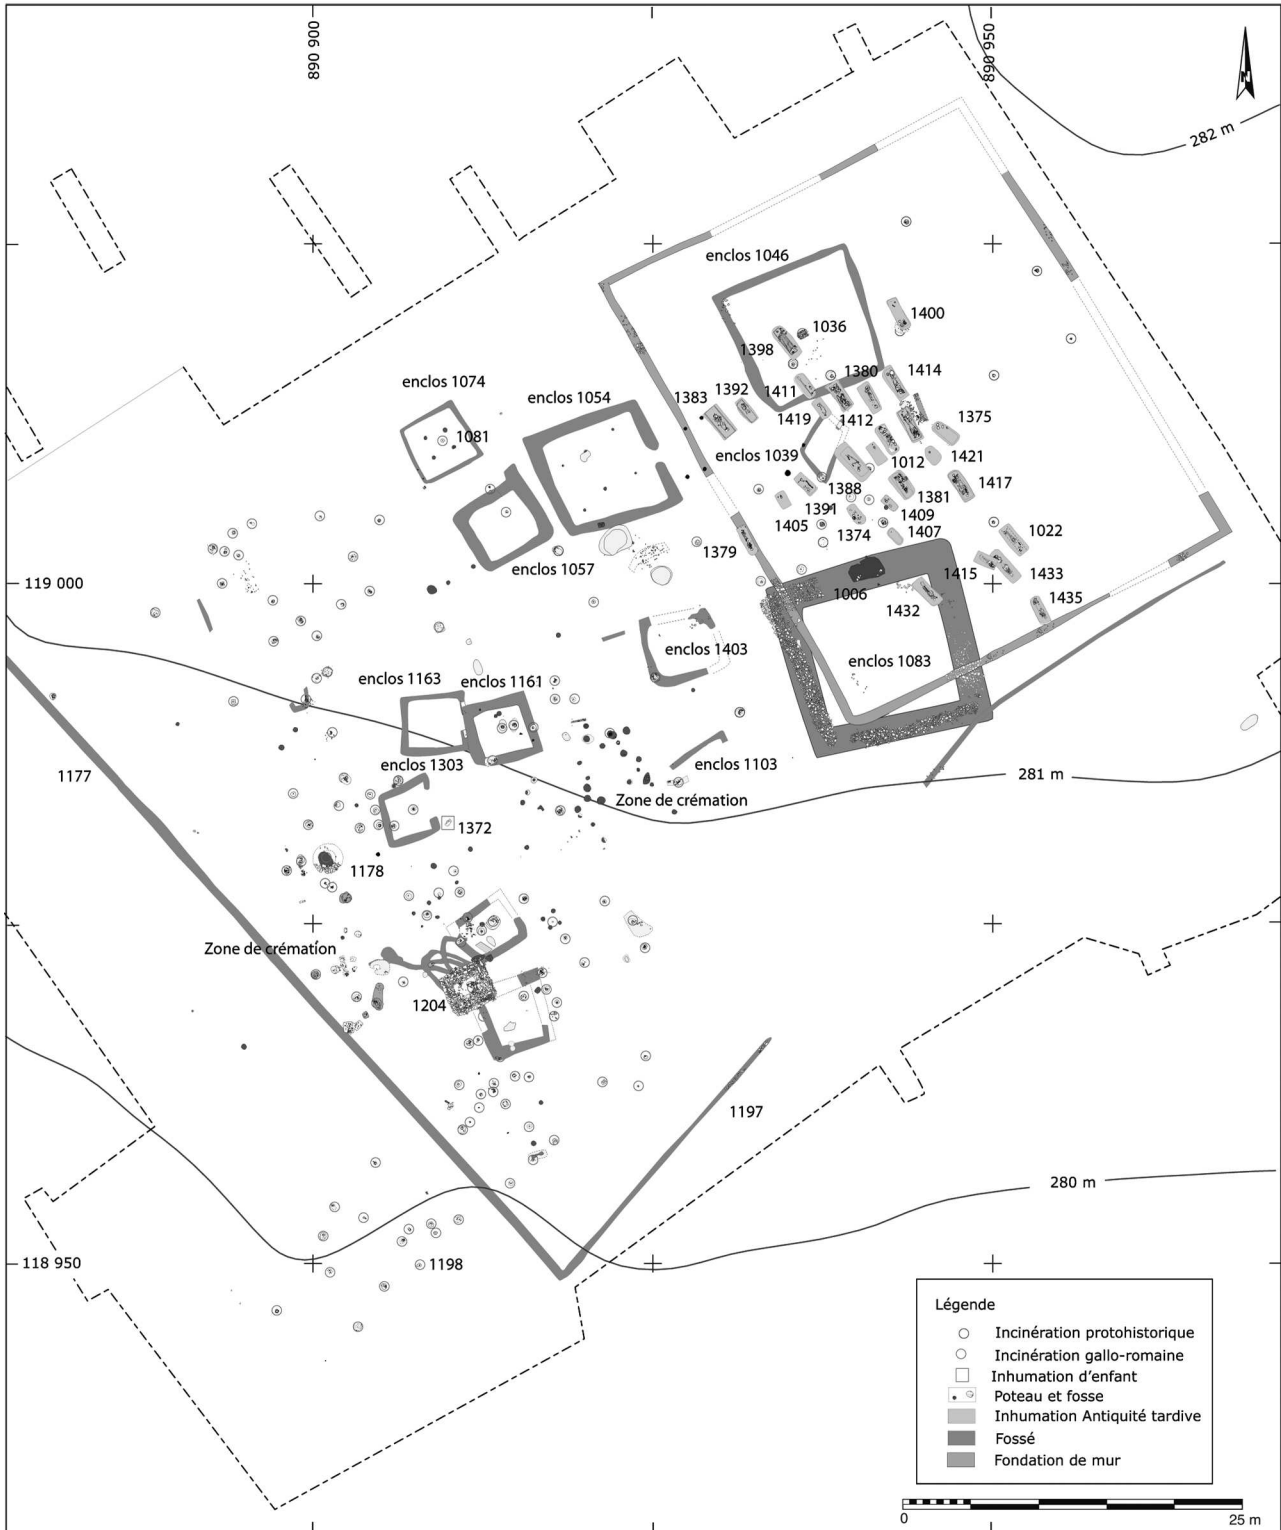 890 900
890 950
282 m
enclos 1046
1400
1036
1398
1414
1380
enclos 1074
1392
1411
1383
enclos 1054
1375
1419
1412
1081
enclos 1039
1012
1421
1417
1388
1381
1391
1409
1405
1374
1022
1407
1379
enclos 1057
1415
1433
119 000
1006
1432
1435
enclos 1403
enclos 1083
enclos 1163
enclos 1161
enclos 1303
enclos 1103
1177
281 m
Zone de crémation
1372
1178
Zone de crémation
1204
1197
280 m
118 950
1198
Légende
Incinération protohistorique
Incinération gallo-romaine
Inhumation d'enfant
Poteau et fosse
Inhumation Antiquité tardive
Fossé
Fondation de mur
0
25 m